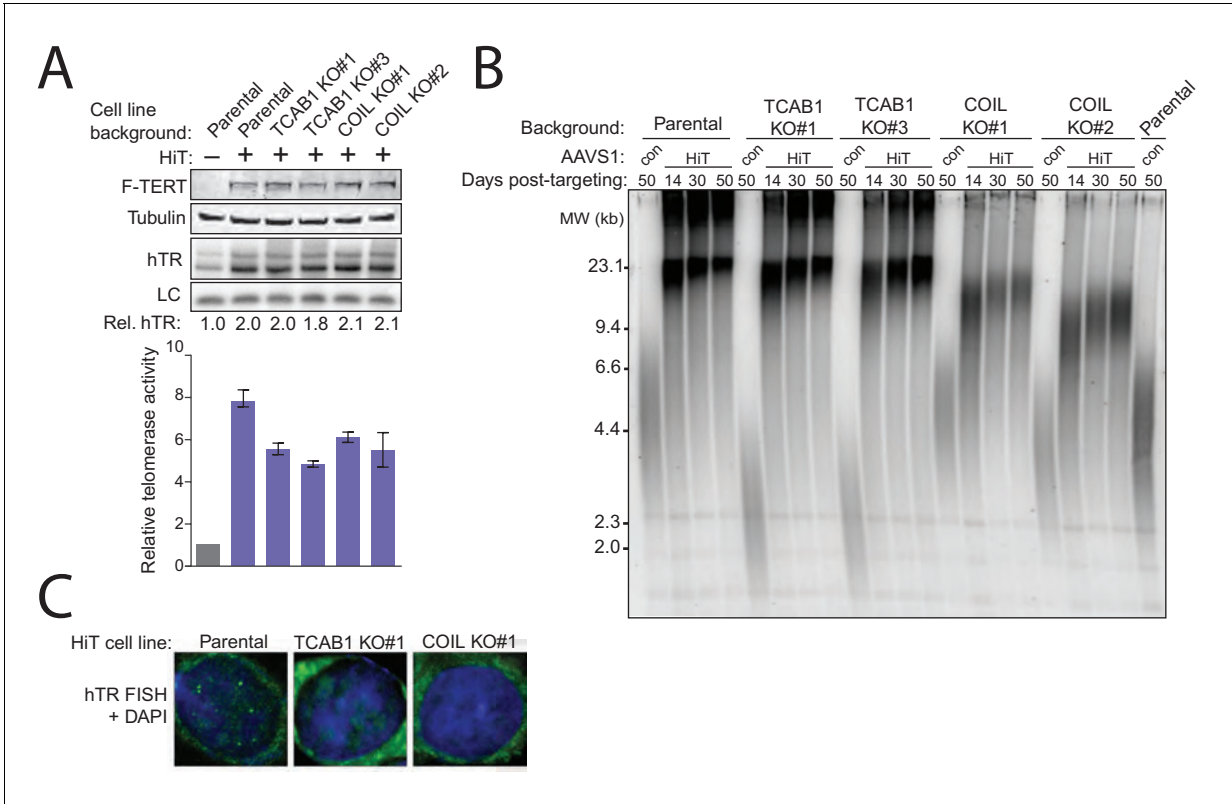 A
Cell line
background:
Parental
Parental
TCAB1 KO#1
TCAB1 KO#3
COIL KO#1
COIL KO#2
HiT: – + + + + +
F-TERT
Tubulin
hTR
LC
Rel. hTR: 1.0 2.0 2.0 1.8 2.1 2.1
Relative telomerase activity
10
8
6
4
2
0
B
Background:
Parental
TCAB1
KO#1
TCAB1
KO#3
COIL
KO#1
COIL
KO#2
Parental
AAVS1: con HiT con HiT con HiT con HiT con HiT con
Days post-targeting: 50 14 30 50 50 14 30 50 50 14 30 50 50 14 30 50 50 14 30 50 50
MW (kb)
23.1
9.4
6.6
4.4
2.3
2.0
C
HiT cell line: Parental TCAB1 KO#1 COIL KO#1
hTR FISH
+ DAPI